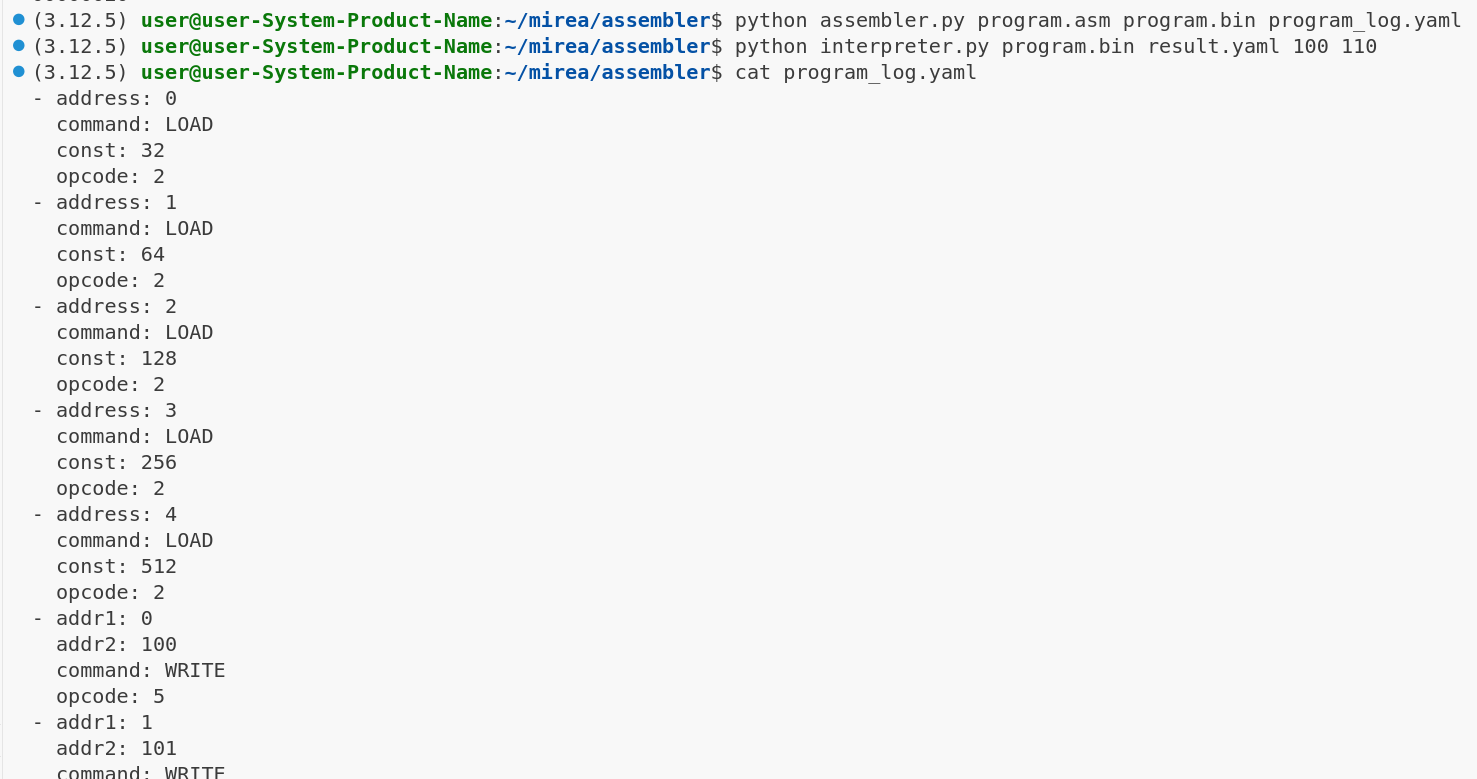 (3.12.5) user@user-System-Product-Name:~/mirea/assembler$ python assembler.py program.asm program.bin program_log.yaml
(3.12.5) user@user-System-Product-Name:~/mirea/assembler$ python interpreter.py program.bin result.yaml 100 110
(3.12.5) user@user-System-Product-Name:~/mirea/assembler$ cat program_log.yaml
- address: 0
  command: LOAD
  const: 32
  opcode: 2
- address: 1
  command: LOAD
  const: 64
  opcode: 2
- address: 2
  command: LOAD
  const: 128
  opcode: 2
- address: 3
  command: LOAD
  const: 256
  opcode: 2
- address: 4
  command: LOAD
  const: 512
  opcode: 2
- addr1: 0
  addr2: 100
  command: WRITE
  opcode: 5
- addr1: 1
  addr2: 101
  command: WRITE